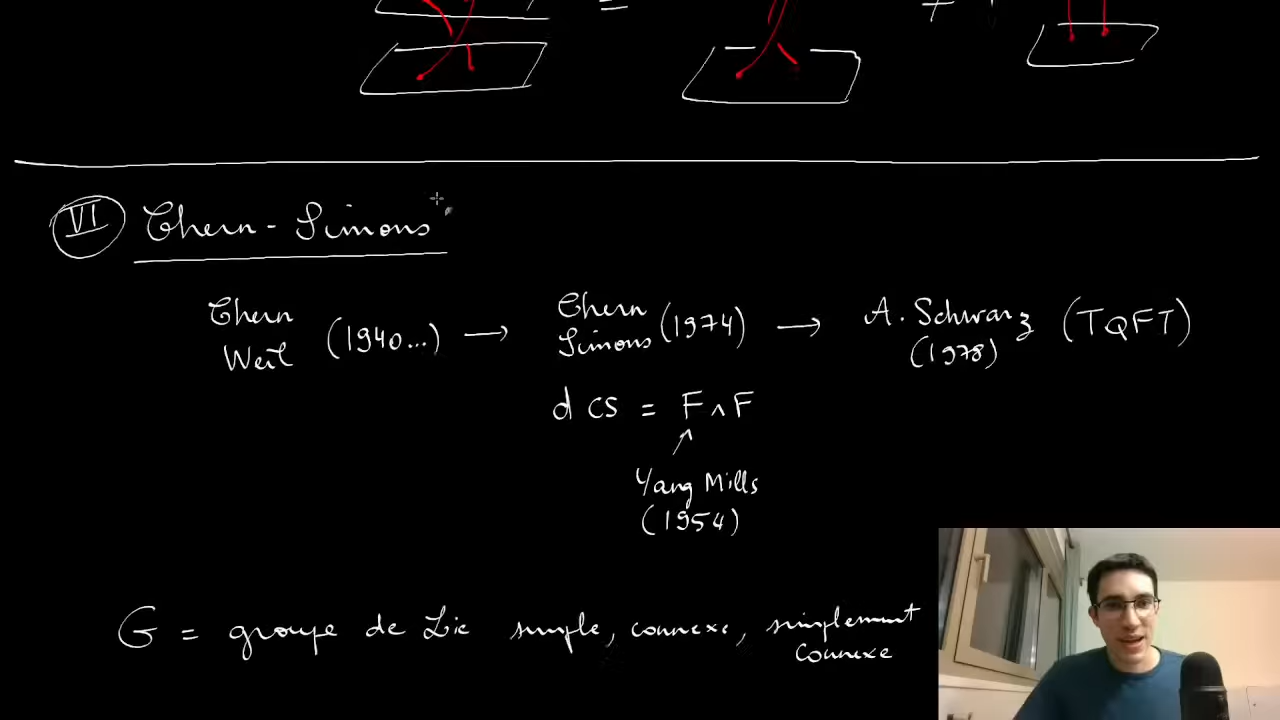 =
+
VI Chern-Simons
Chern Weil (1940...) → Chern Simons (1974) → A. Schwarz (1978) (TQFT)
d CS = F ∧ F
Yang Mills
(1954)
G = groupe de Lie simple, connexe, simplement
connexe